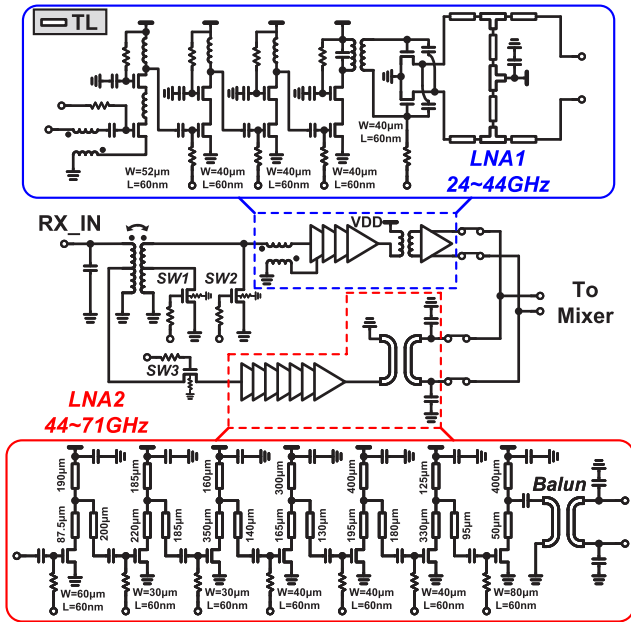 TL
W=52μm
L=60nm
W=40μm
L=60nm
W=40μm
L=60nm
W=40μm
L=60nm
W=40μm
L=60nm
LNA1
24~44GHz
RX_IN
VDD
SW1
SW2
SW3
To
Mixer
LNA2
44~71GHz
190μm
87.5μm
200μm
185μm
220μm
185μm
160μm
350μm
140μm
300μm
165μm
130μm
400μm
195μm
180μm
125μm
330μm
95μm
400μm
50μm
Balun
W=60μm
L=60nm
W=30μm
L=60nm
W=30μm
L=60nm
W=40μm
L=60nm
W=40μm
L=60nm
W=40μm
L=60nm
W=80μm
L=60nm